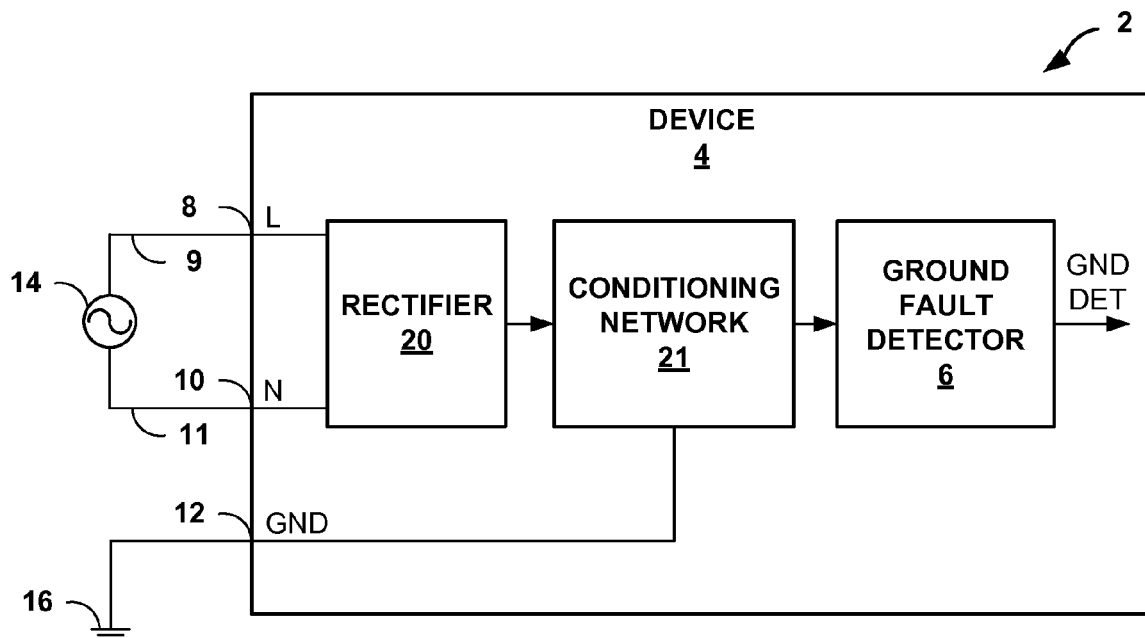 2
DEVICE
4
8
L
9
14
RECTIFIER
20
CONDITIONING
NETWORK
21
GROUND
FAULT
DETECTOR
6
GND
DET
10
N
11
12
GND
16